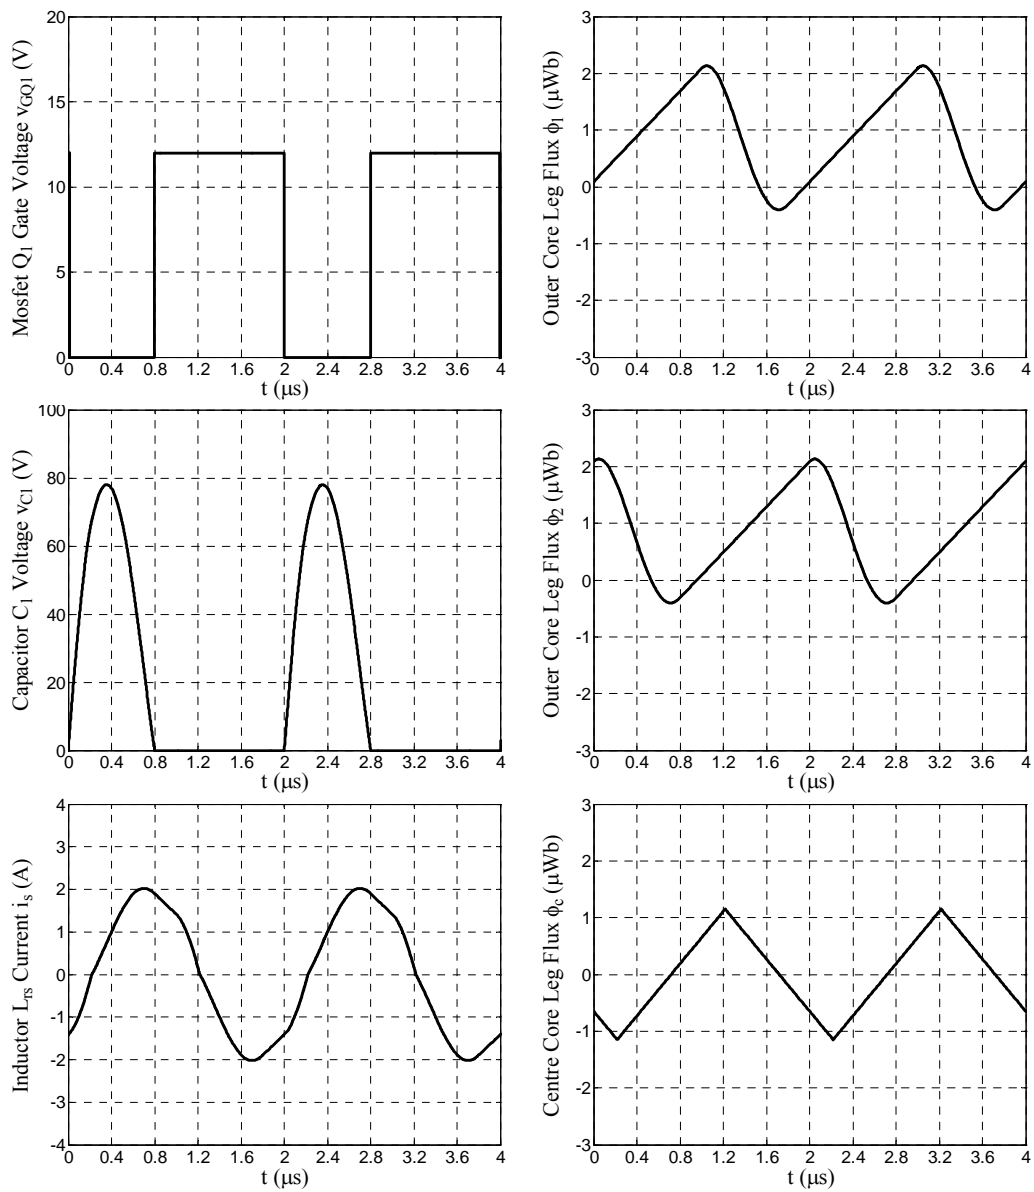 20
15
10
5
0
0 0.4 0.8 1.2 1.6 2 2.4 2.8 3.2 3.6 4
t (μs)
Mosfet Q1 Gate Voltage vGQ1 (V)
3
2
1
0
-1
-2
-3
0 0.4 0.8 1.2 1.6 2 2.4 2.8 3.2 3.6 4
t (μs)
Outer Core Leg Flux ϕ1 (μWb)
100
80
60
40
20
0
0 0.4 0.8 1.2 1.6 2 2.4 2.8 3.2 3.6 4
t (μs)
Capacitor C1 Voltage vC1 (V)
3
2
1
0
-1
-2
-3
0 0.4 0.8 1.2 1.6 2 2.4 2.8 3.2 3.6 4
t (μs)
Outer Core Leg Flux ϕ2 (μWb)
4
3
2
1
0
-1
-2
-3
-4
0 0.4 0.8 1.2 1.6 2 2.4 2.8 3.2 3.6 4
t (μs)
Inductor Lrs Current is (A)
3
2
1
0
-1
-2
-3
0 0.4 0.8 1.2 1.6 2 2.4 2.8 3.2 3.6 4
t (μs)
Centre Core Leg Flux ϕc (μWb)